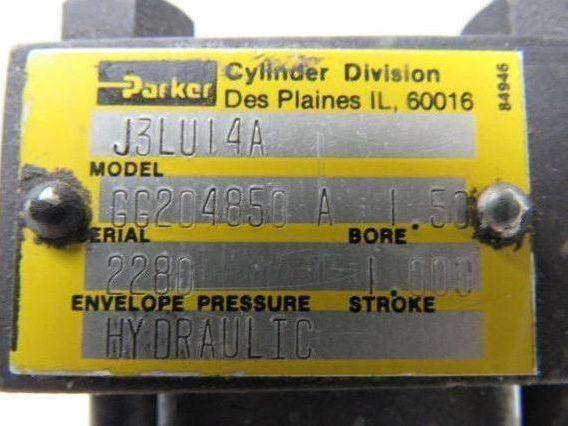 Parker Cylinder Division
Des Plaines IL, 60016
84946
J3LU14A
MODEL
GG204850 A 1.50
ERIAL BORE
2280 1.000
ENVELOPE PRESSURE STROKE
HYDRAULIC